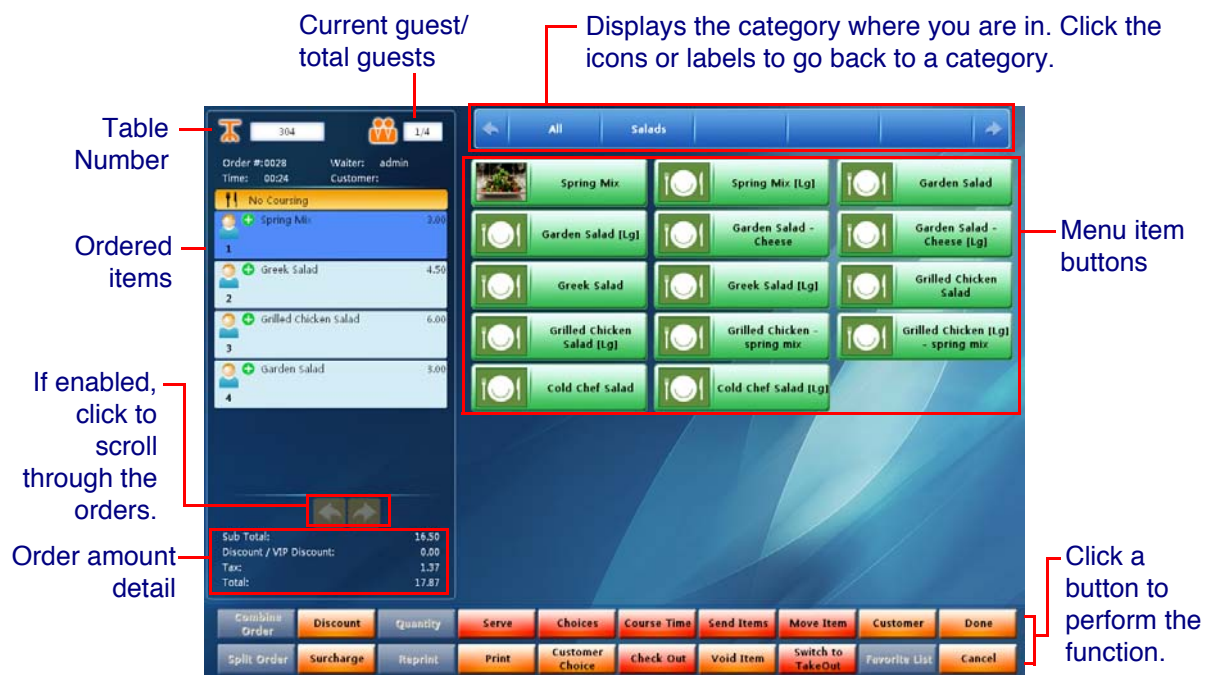 Current guest/
total guests
Displays the category where you are in. Click the
icons or labels to go back to a category.
Table
Number
304
1/4
All
Salads
Order #:0028
Waiter: admin
Time: 00:24
Customer:
No Coursing
Spring Mix
1
Greek Salad
4.50
2
Grilled Chicken Salad
6.00
3
Garden Salad
3.00
4
Ordered
items
Spring Mix
Spring Mix [Lg]
Garden Salad
Garden Salad [Lg]
Garden Salad -
Cheese
Garden Salad -
Cheese [Lg]
Greek Salad
Greek Salad [Lg]
Grilled Chicken
Salad
Grilled Chicken
Salad [Lg]
Grilled Chicken -
spring mix
Grilled Chicken [Lg]
- spring mix
Cold Chef Salad
Cold Chef Salad [Lg]
Menu item
buttons
If enabled,
click to
scroll
through the
orders.
Order amount
detail
Sub Total: 16.50
Discount / VIP Discount: 0.00
Tax: 1.37
Total: 17.87
Combine
Order
Discount
Quantity
Serve
Choices
Course Time
Send Items
Move Item
Customer
Done
Split Order
Surcharge
Reprint
Print
Customer
Choice
Check Out
Void Item
Switch to
TakeOut
Favorite List
Cancel
Click a
button to
perform the
function.